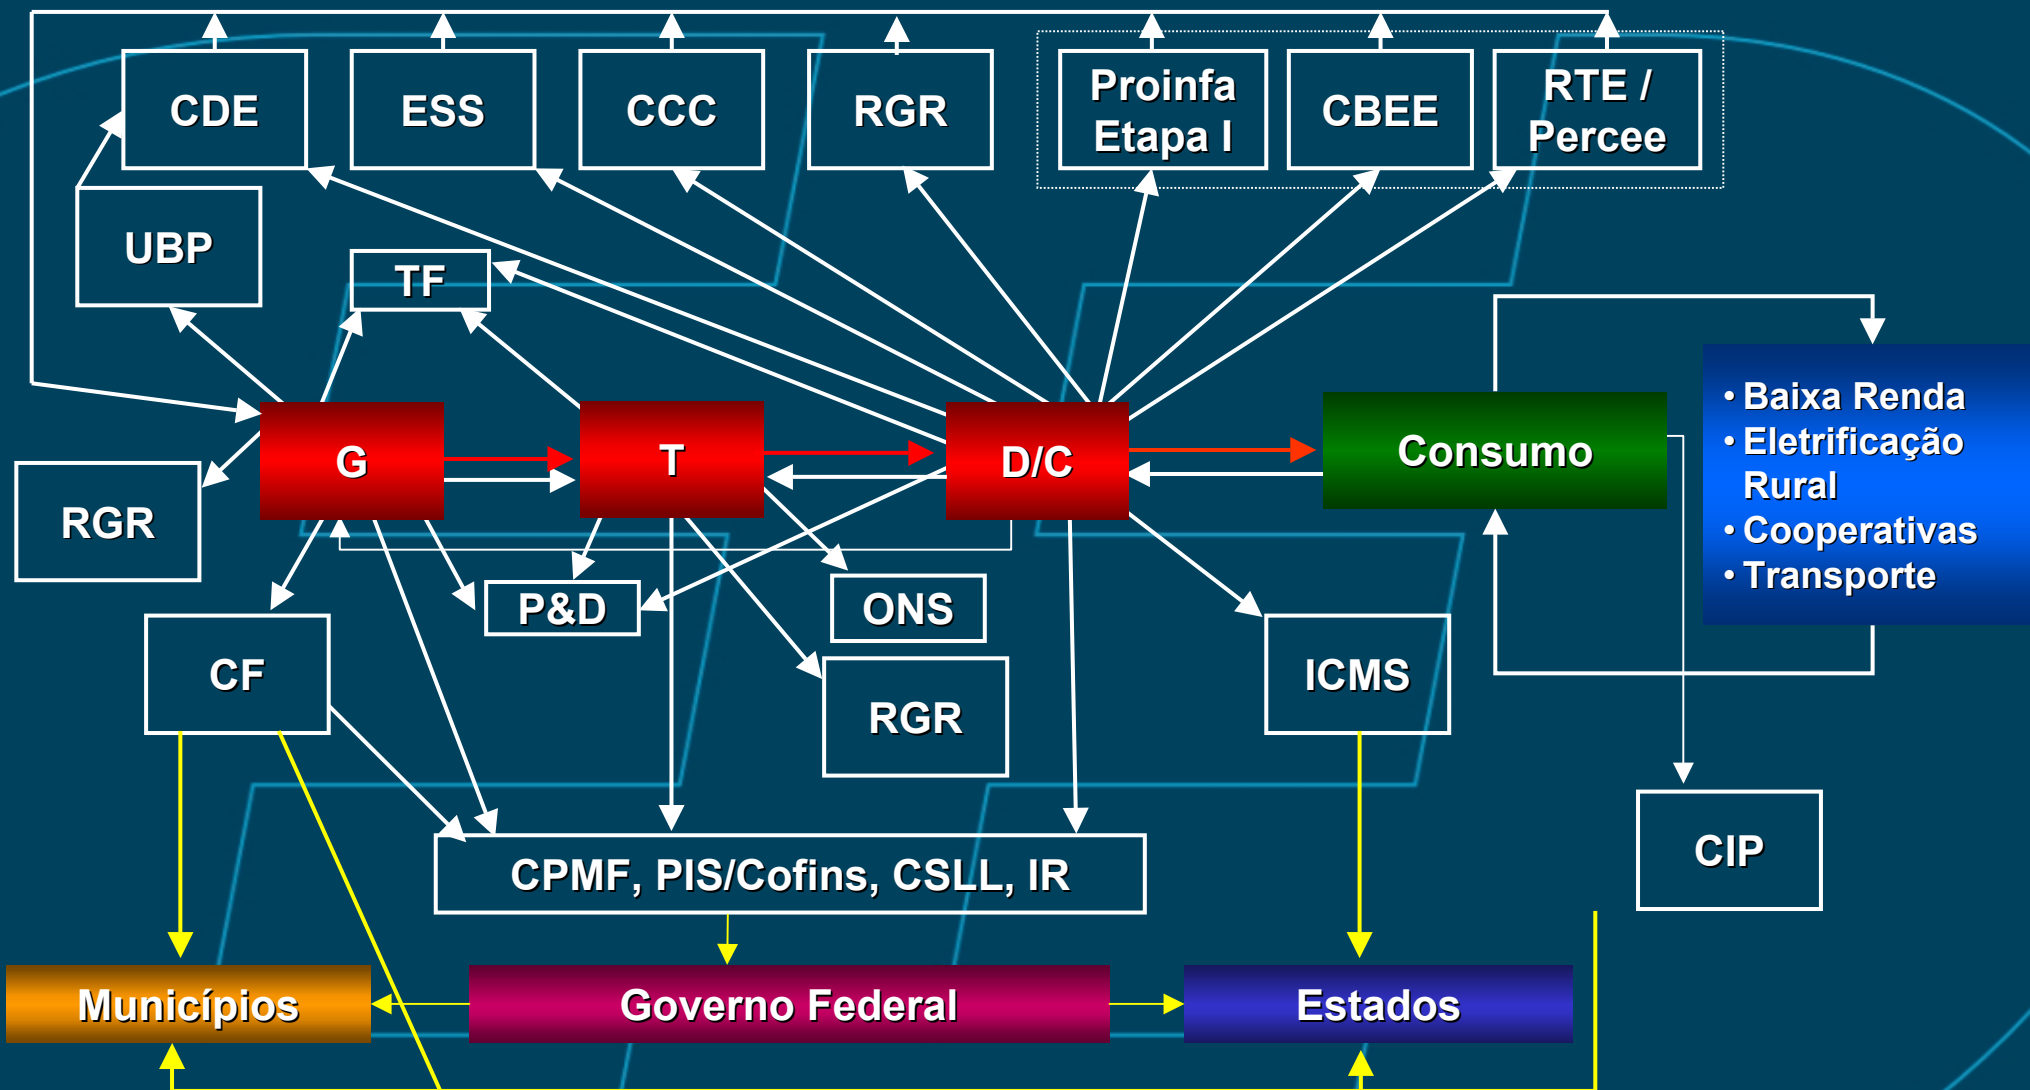 CDE
ESS
CCC
RGR
Proinfa
Etapa I
CBEE
RTE /
Percee
UBP
TF
G
T
D/C
Consumo
• Baixa Renda
• Eletrificação
Rural
• Cooperativas
• Transporte
RGR
P&D
ONS
CF
RGR
ICMS
CIP
CPMF, PIS/Cofins, CSLL, IR
Municípios
Governo Federal
Estados